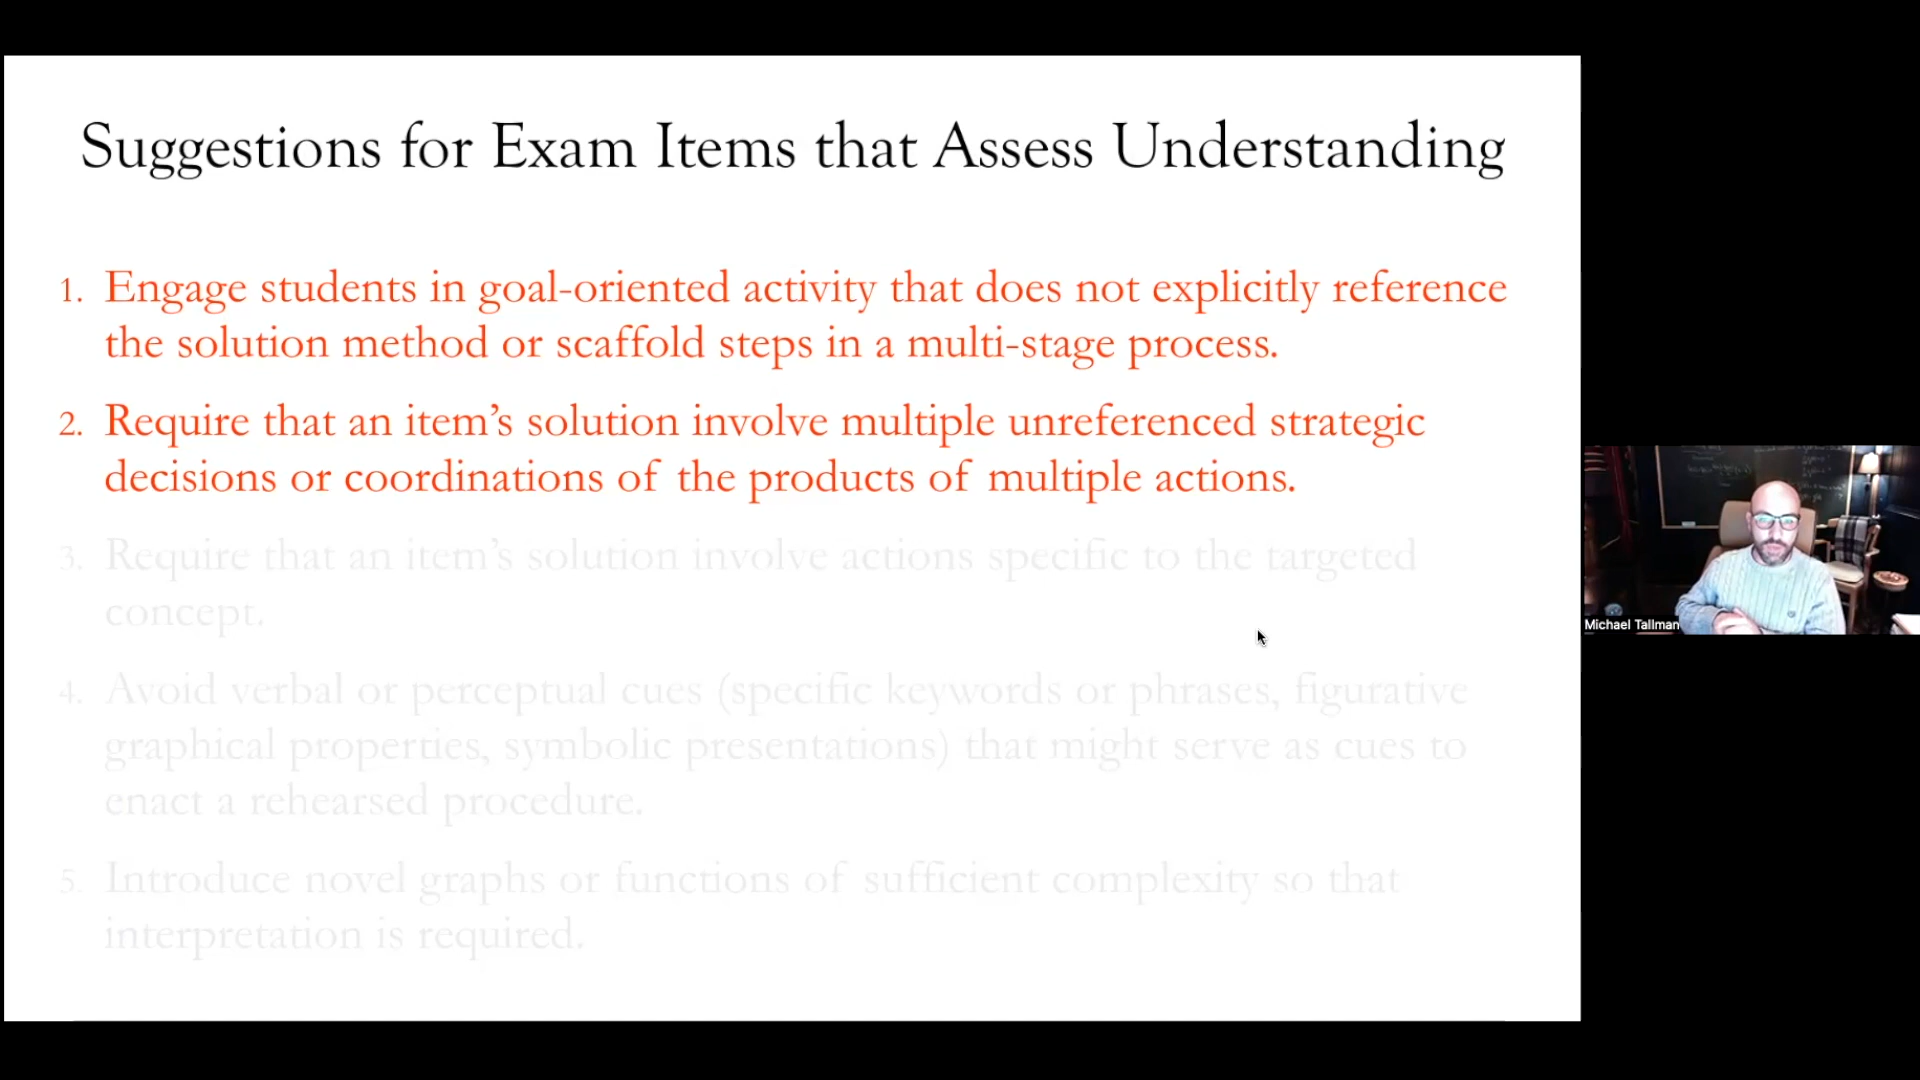 Suggestions for Exam Items that Assess Understanding
1. Engage students in goal-oriented activity that does not explicitly reference
the solution method or scaffold steps in a multi-stage process.
2. Require that an item’s solution involve multiple unreferenced strategic
decisions or coordinations of the products of multiple actions.
3. Require that an item’s solution involve actions specific to the targeted
concept.
4. Avoid verbal or perceptual cues (specific keywords or phrases, figurative
graphical properties, symbolic presentations) that might serve as cues to
enact a rehearsed procedure.
5. Introduce novel graphs or functions of sufficient complexity so that
interpretation is required.
Michael Tallman